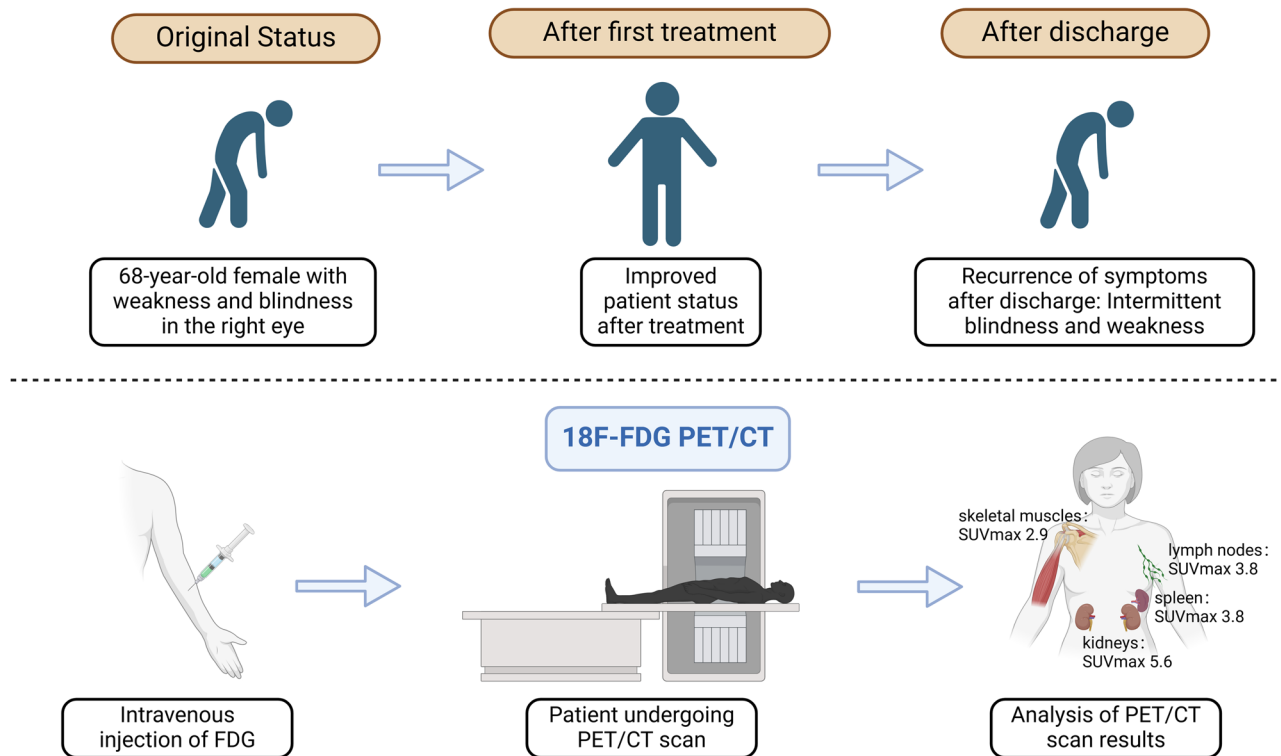 Original Status
After first treatment
After discharge
68-year-old female with
weakness and blindness
in the right eye
Improved
patient status
after treatment
Recurrence of symptoms
after discharge: Intermittent
blindness and weakness
18F-FDG PET/CT
skeletal muscles:
SUVmax 2.9
lymph nodes:
SUVmax 3.8
spleen:
SUVmax 3.8
kidneys:
SUVmax 5.6
Intravenous
injection of FDG
Patient undergoing
PET/CT scan
Analysis of PET/CT
scan results